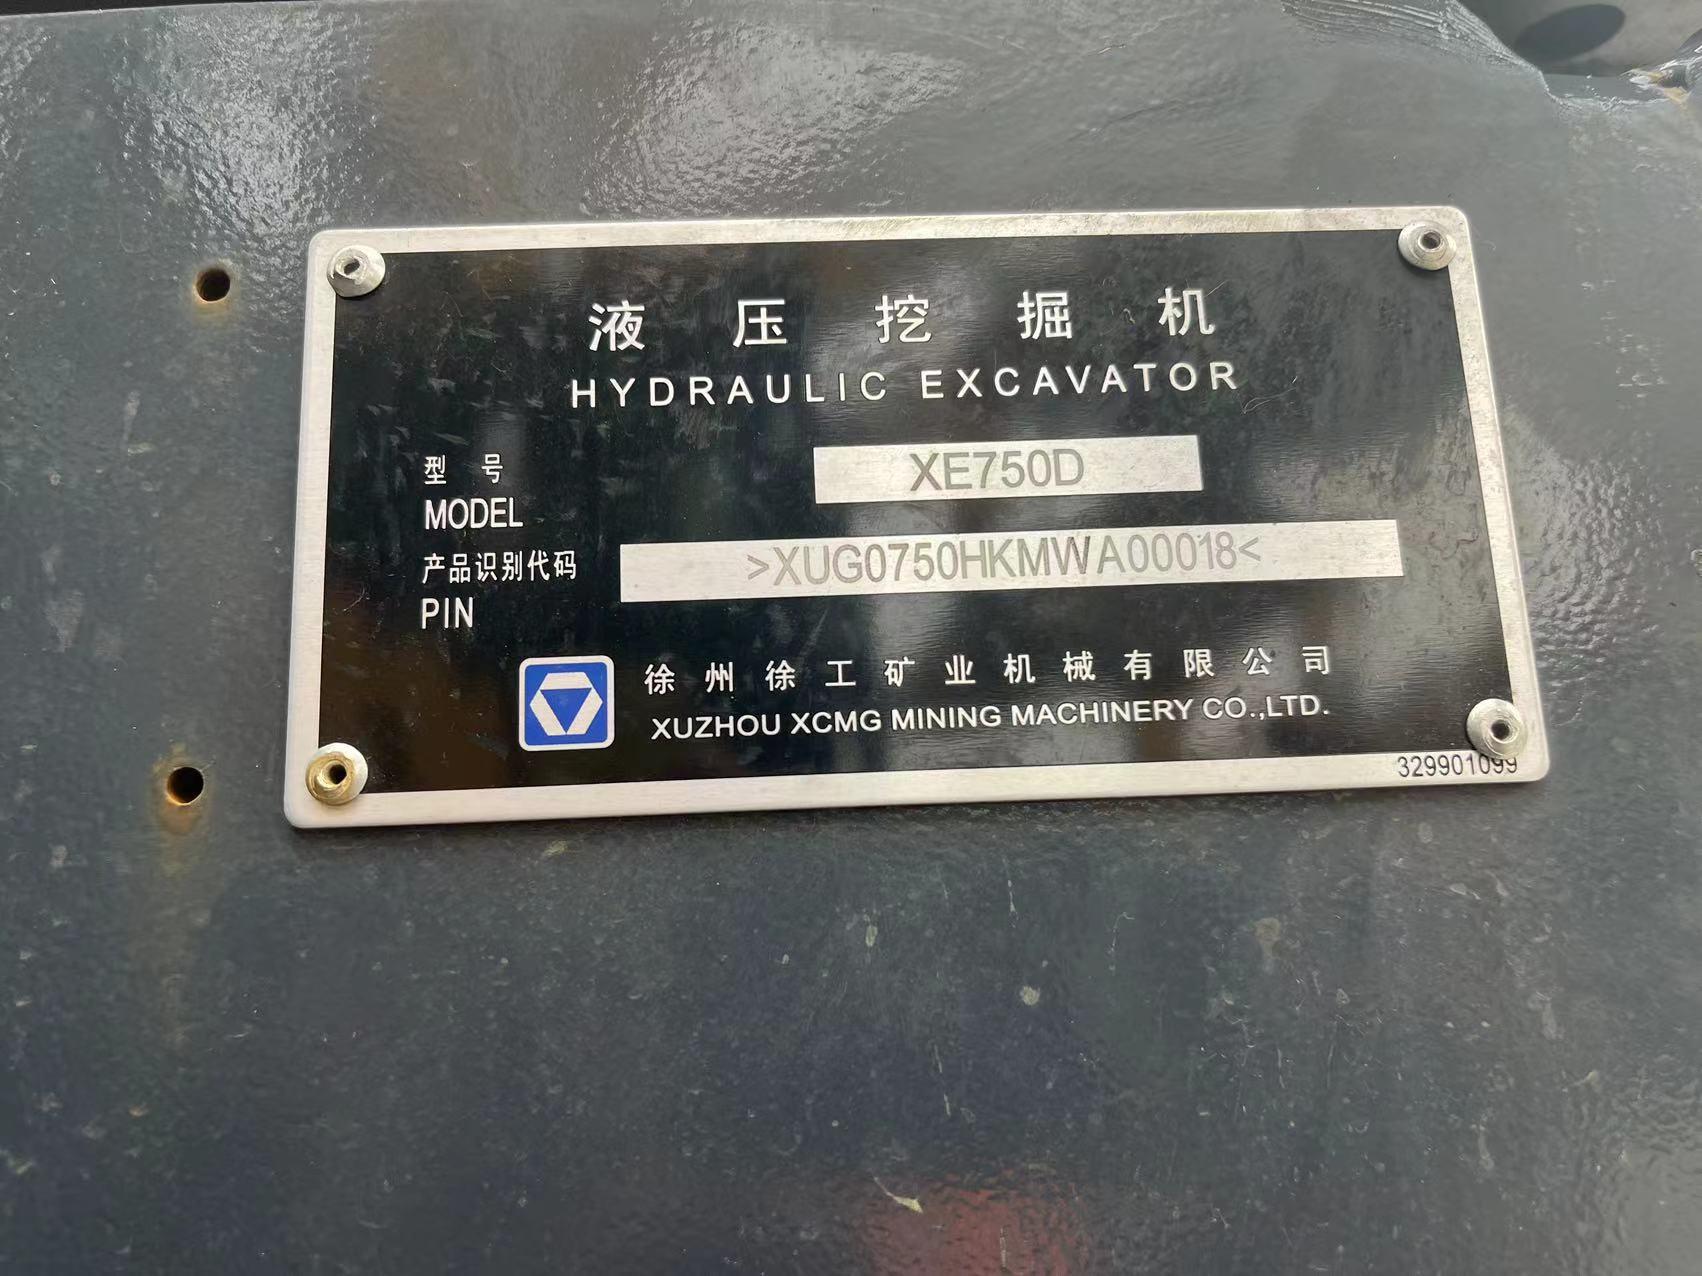 液压挖掘机
HYDRAULIC EXCAVATOR
型号 XE750D
MODEL
产品识别代码 >XUG0750HKMWA00018<
PIN
徐州徐工矿业机械有限公司
XUZHOU XCMG MINING MACHINERY CO.,LTD.
329901099